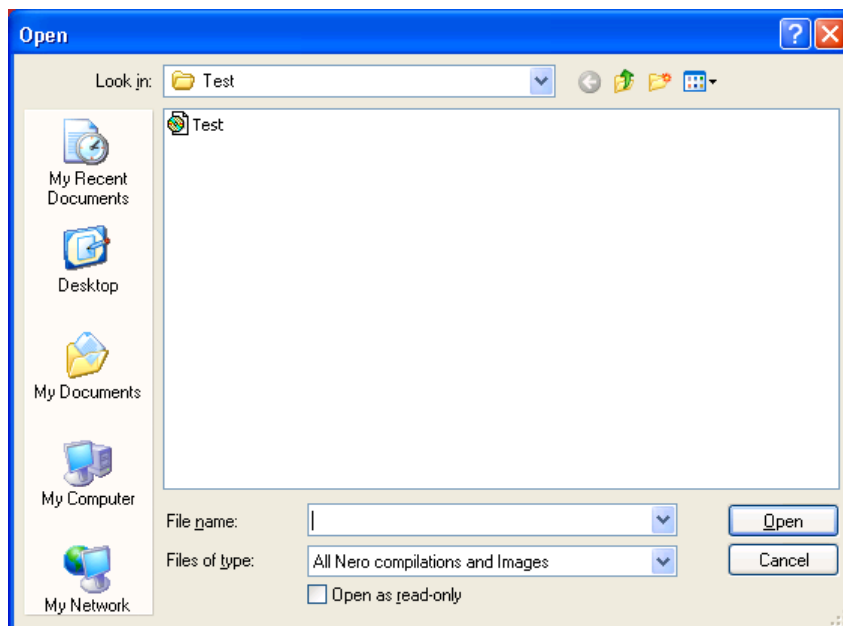 Open
Look in: Test
Test
My Recent
Documents
Desktop
My Documents
My Computer
My Network
File name:
Open
Files of type: All Nero compilations and Images
Cancel
Open as read-only